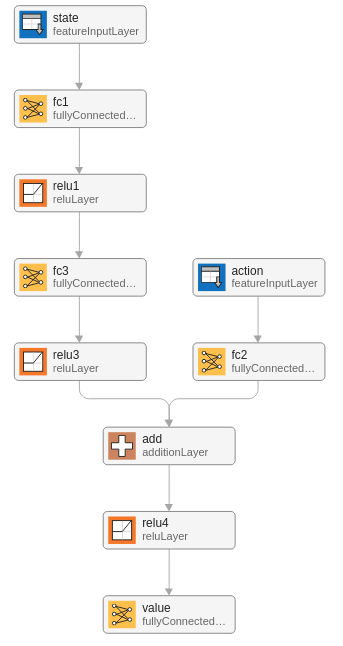 state
featureInputLayer
fc1
fullyConnected…
relu1
reluLayer
fc3
fullyConnected…
action
featureInputLayer
relu3
reluLayer
fc2
fullyConnected…
add
additionLayer
relu4
reluLayer
value
fullyConnected…